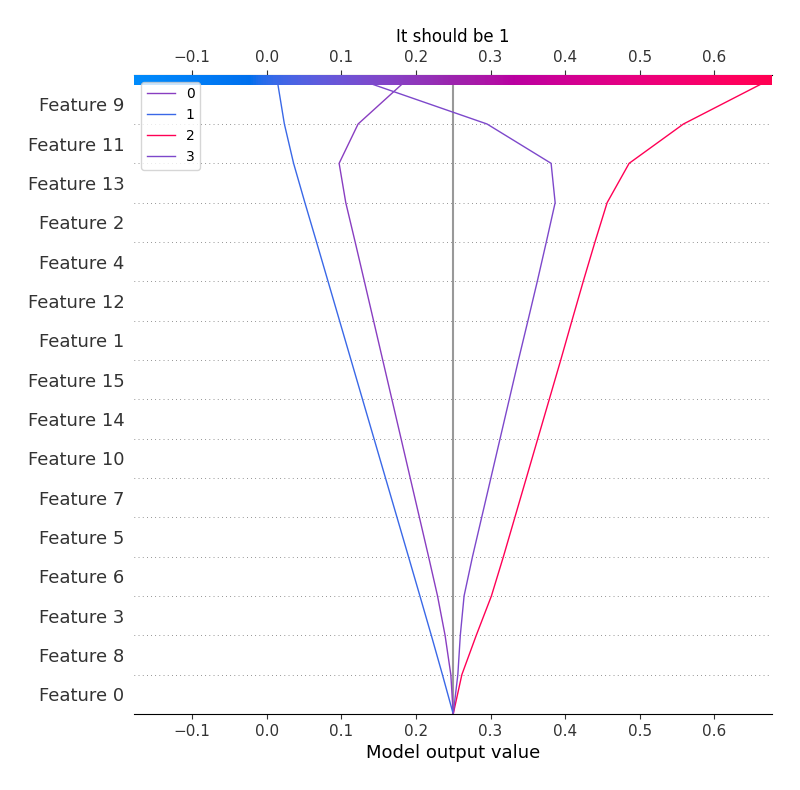 It should be 1
−0.1 0.0 0.1 0.2 0.3 0.4 0.5 0.6
0
1
2
3
Feature 9
Feature 11
Feature 13
Feature 2
Feature 4
Feature 12
Feature 1
Feature 15
Feature 14
Feature 10
Feature 7
Feature 5
Feature 6
Feature 3
Feature 8
Feature 0
−0.1 0.0 0.1 0.2 0.3 0.4 0.5 0.6
Model output value